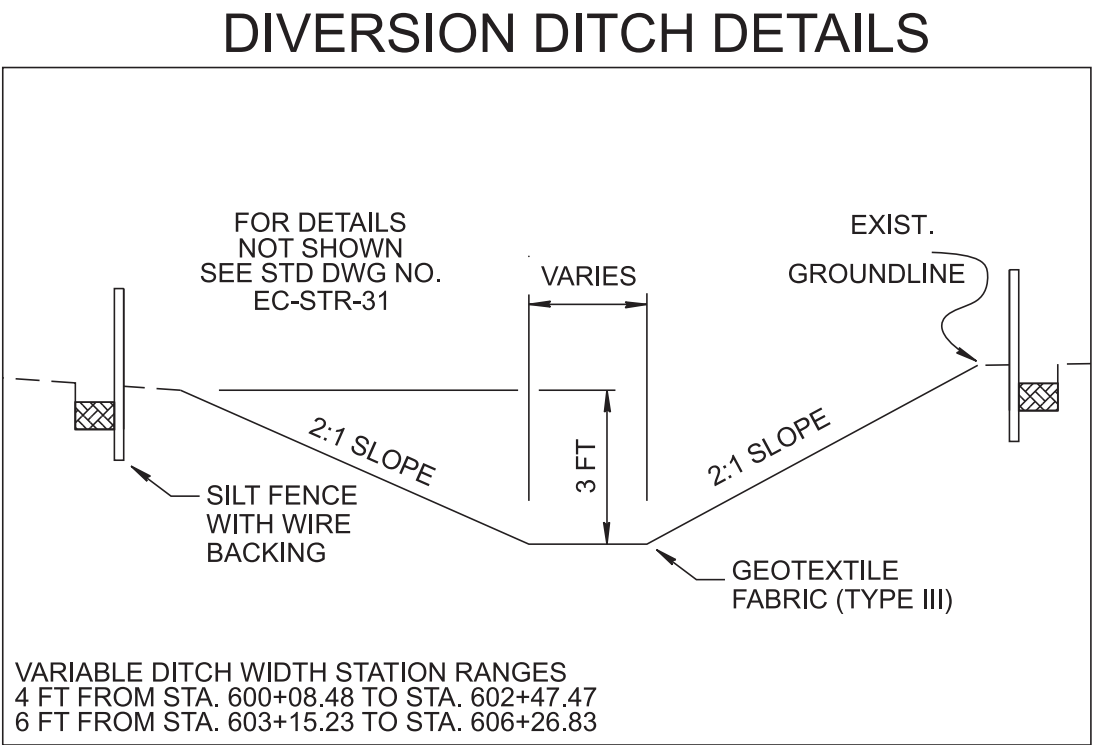 DIVERSION DITCH DETAILS
FOR DETAILS
NOT SHOWN
SEE STD DWG NO.
EC-STR-31
VARIES
EXIST.
GROUNDLINE
2:1 SLOPE
3 FT
2:1 SLOPE
SILT FENCE
WITH WIRE
BACKING
GEOTEXTILE
FABRIC (TYPE III)
VARIABLE DITCH WIDTH STATION RANGES
4 FT FROM STA. 600+08.48 TO STA. 602+47.47
6 FT FROM STA. 603+15.23 TO STA. 606+26.83